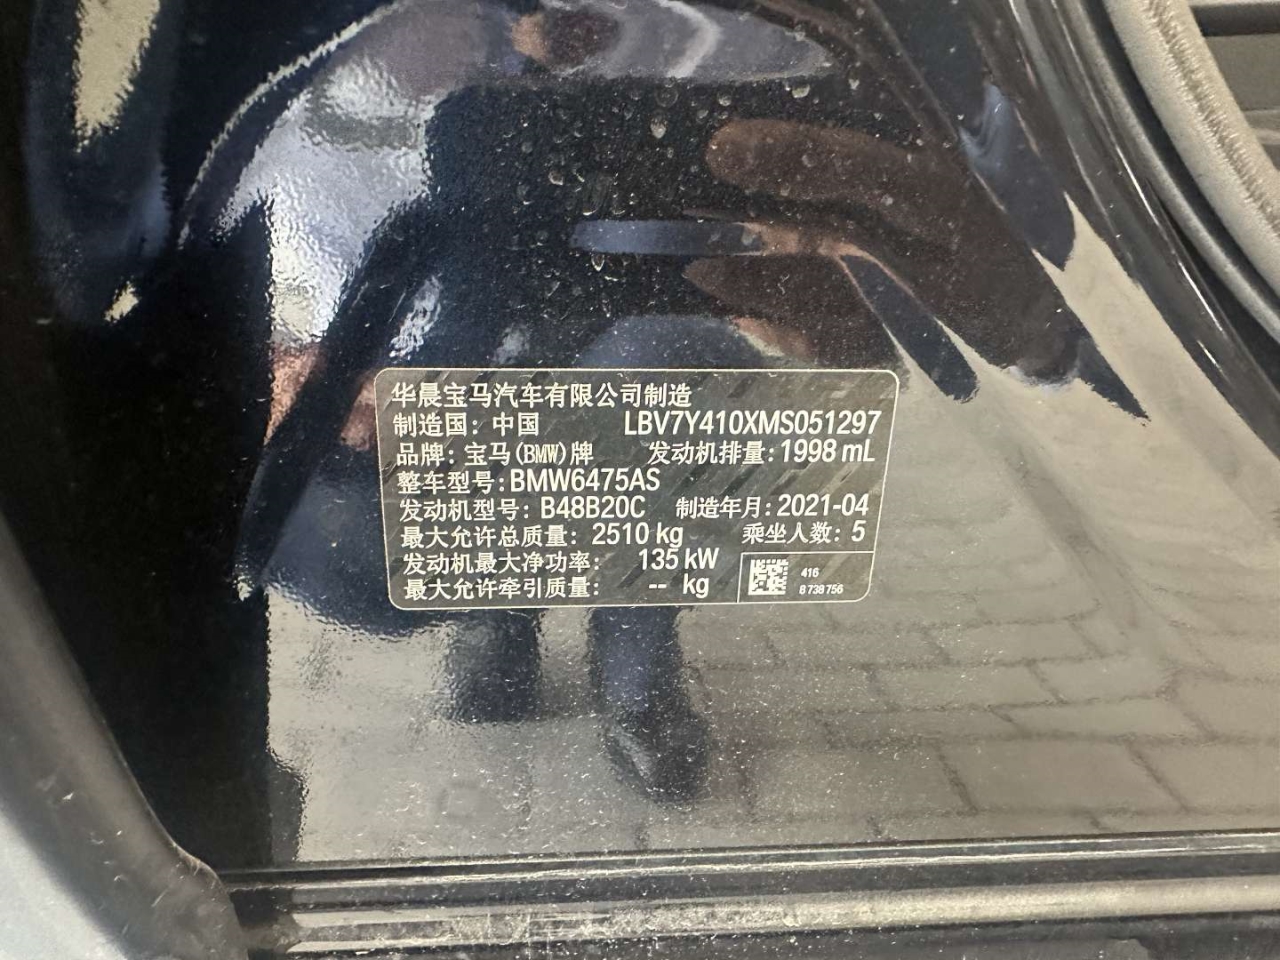 华晨宝马汽车有限公司制造
制造国：中国 LBV7Y410XMS051297
品牌：宝马(BMW)牌 发动机排量：1998 mL
整车型号：BMW6475AS
发动机型号：B48B20C 制造年月：2021-04
最大允许总质量：2510 kg 乘坐人数：5
发动机最大净功率：135 kW
最大允许牵引质量：-- kg
416
8 738 756